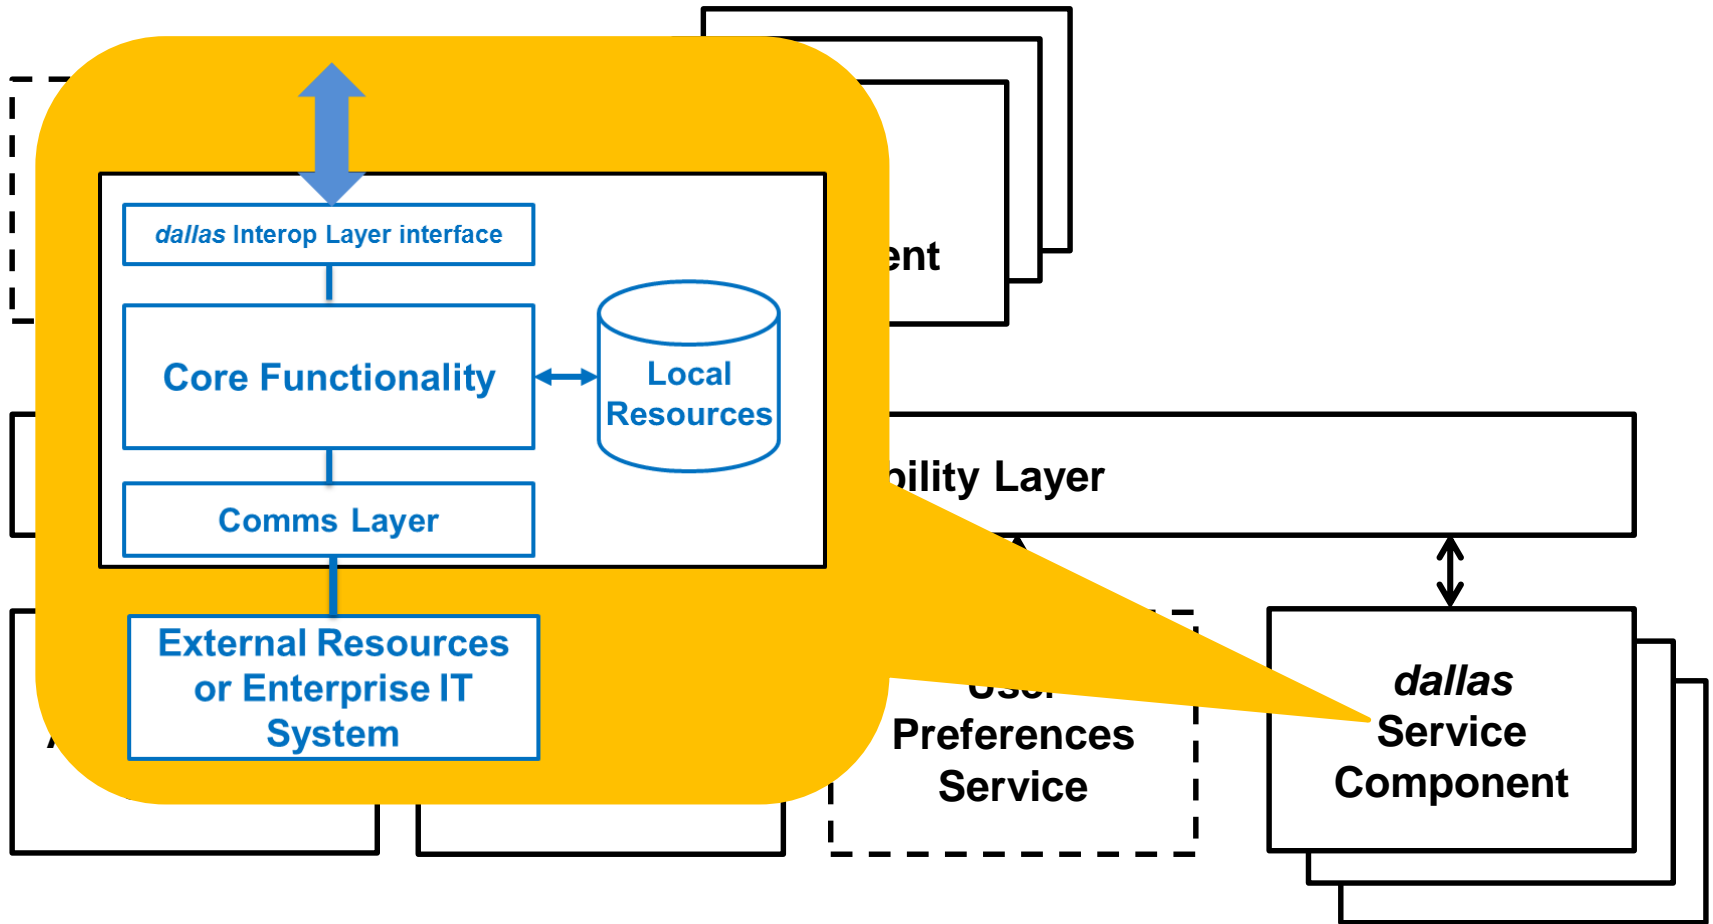 dallas Interop Layer interface
Core Functionality
Local
Resources
Comms Layer
External Resources
or Enterprise IT
System
ent
bility Layer
User
Preferences
Service
dallas
Service
Component